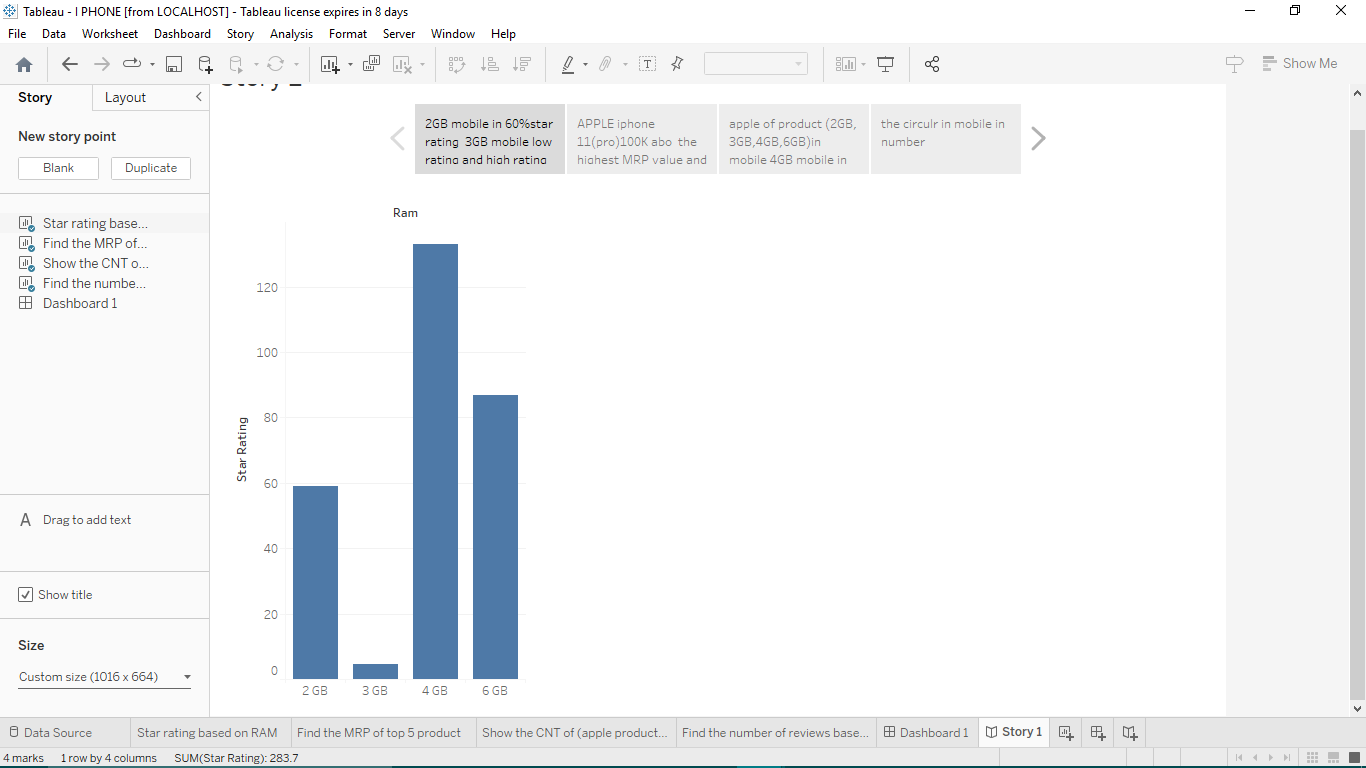 Tableau - I PHONE [from LOCALHOST] - Tableau license expires in 8 days
File Data Worksheet Dashboard Story Analysis Format Server Window Help
Show Me
Story Layout
New story point
Blank Duplicate
Star rating base...
Find the MRP of...
Show the CNT o...
Find the numbe...
Dashboard 1
A Drag to add text
Show title
Size
Custom size (1016 x 664)
2GB mobile in 60%star
rating 3GB mobile low
rating and high rating
APPLE iphone
11(pro)100K abo the
highest MRP value and
apple of product (2GB,
3GB,4GB,6GB)in
mobile 4GB mobile in
the circulr in mobile in
number
Ram
Star Rating
120
100
80
60
40
20
0
2 GB 3 GB 4 GB 6 GB
Data Source Star rating based on RAM Find the MRP of top 5 product Show the CNT of (apple product... Find the number of reviews base... Dashboard 1 Story 1
4 marks 1 row by 4 columns SUM(Star Rating): 283.7